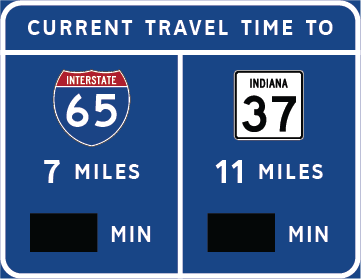 CURRENT TRAVEL TIME TO
INTERSTATE
65
7 MILES
MIN
INDIANA
37
11 MILES
MIN